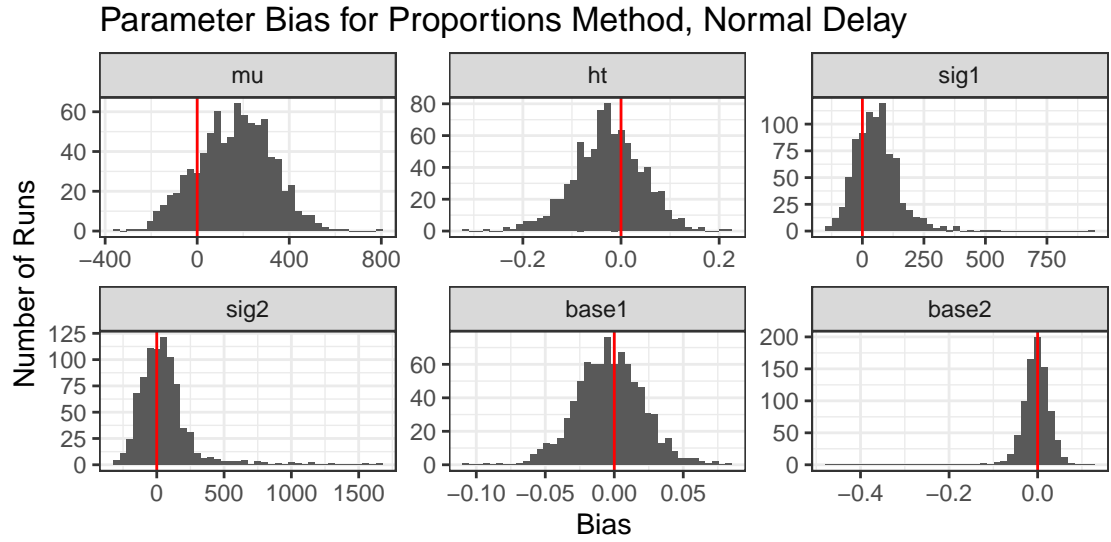 Parameter Bias for Proportions Method, Normal Delay
mu ht sig1
60 40 20 0
80 60 40 20 0
100 75 50 25 0
−400 0 400 800
−0.2 0.0 0.2
0 250 500 750
sig2 base1 base2
125 100 75 50 25 0
60 40 20 0
200 150 100 50 0
0 500 1000 1500
−0.10 −0.05 0.00 0.05
−0.4 −0.2 0.0
Number of Runs
Bias